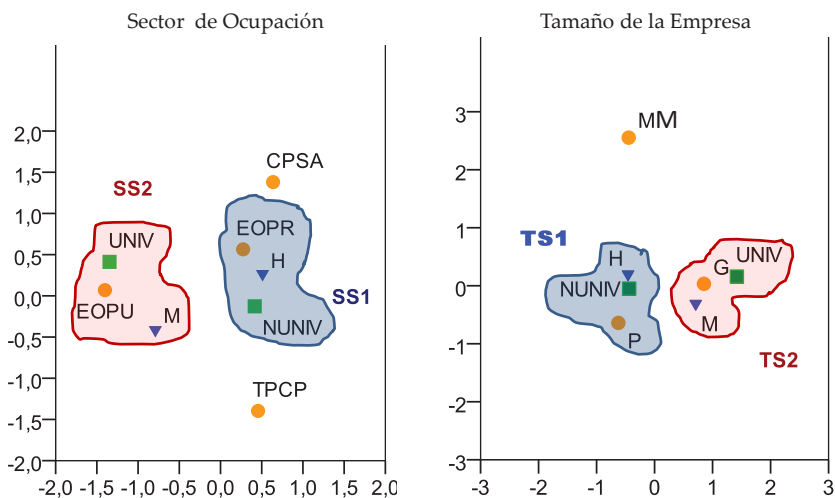 Sector de Ocupación
2,0
1,5
1,0
0,5
0,0
-0,5
-1,0
-1,5
-2,0
-2,0 -1,5 -1,0 -0,5 0,0 0,5 1,0 1,5 2,0
CPSA
SS2
UNIV
EOPR
H
EOPU
M
SS1
NUNIV
TPCP
Tamaño de la Empresa
3
2
1
0
-1
-2
-3
-3 -2 -1 0 1 2 3
MM
TS1
H
G
UNIV
NUNIV
M
P
TS2